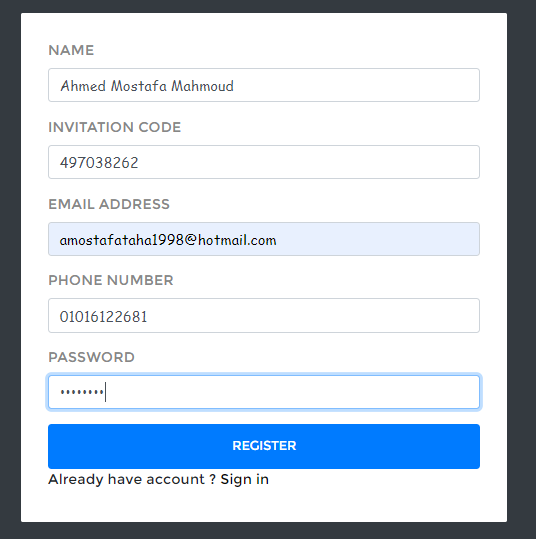 NAME
Ahmed Mostafa Mahmoud
INVITATION CODE
497038262
EMAIL ADDRESS
amostafataha1998@hotmail.com
PHONE NUMBER
01016122681
PASSWORD
••••••••
REGISTER
Already have account ? Sign in